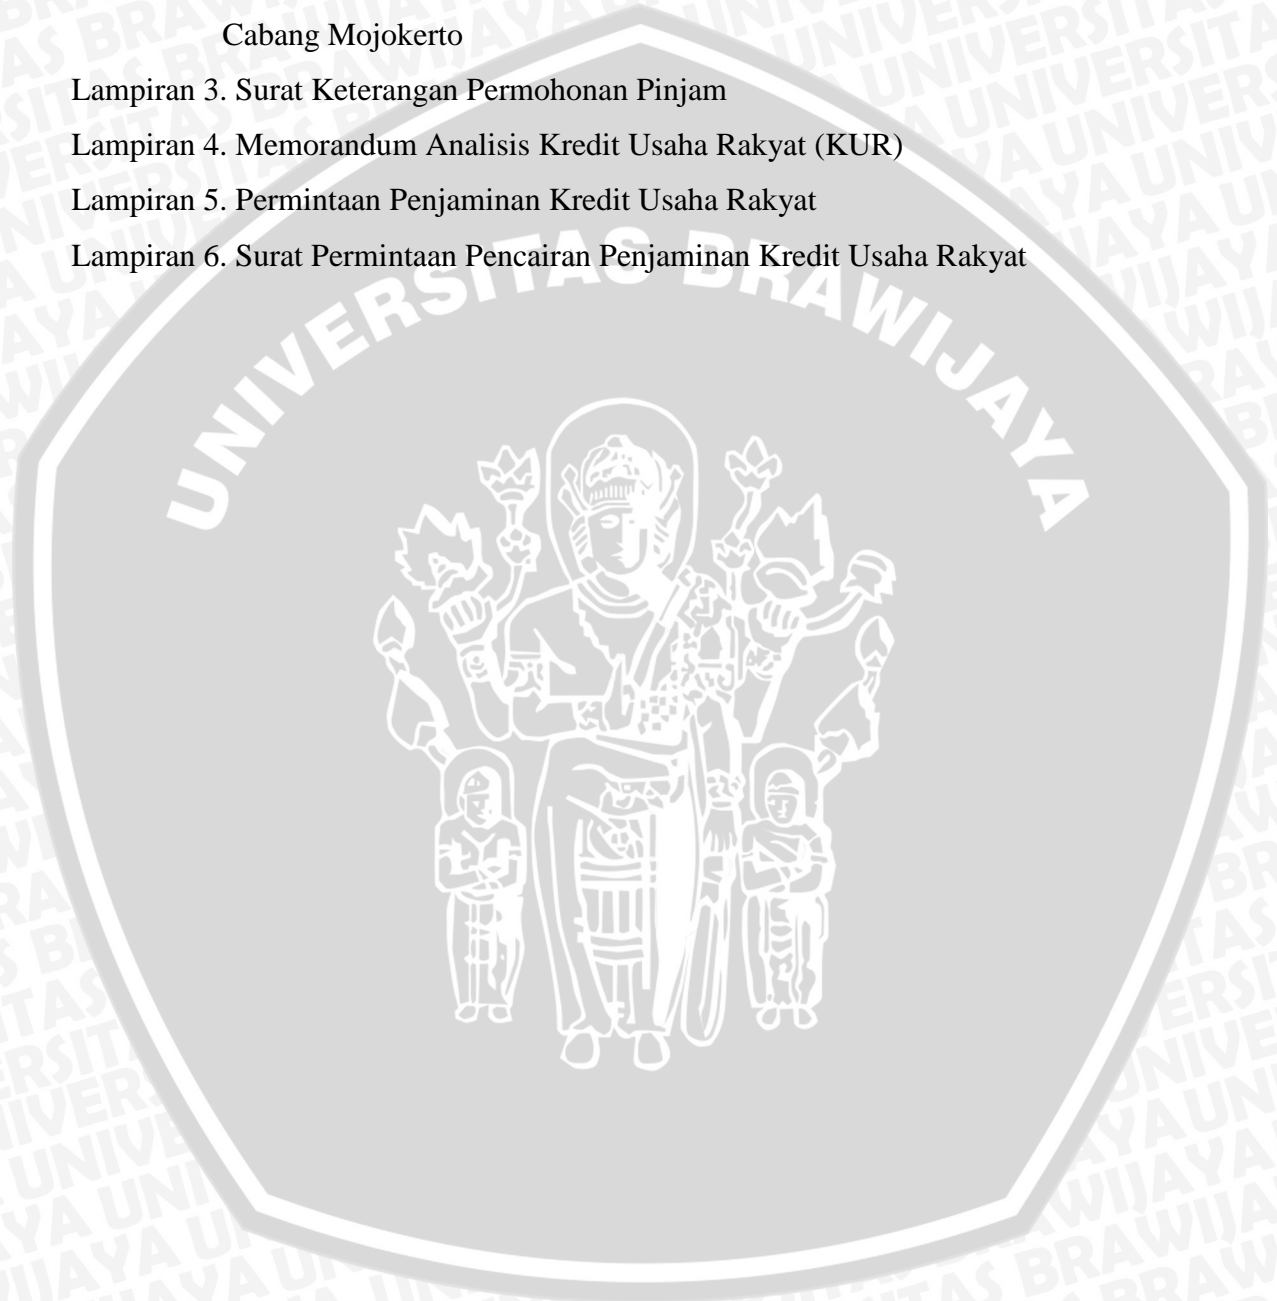 Cabang Mojokerto
Lampiran 3. Surat Keterangan Permohonan Pinjam
Lampiran 4. Memorandum Analisis Kredit Usaha Rakyat (KUR)
Lampiran 5. Permintaan Penjaminan Kredit Usaha Rakyat
Lampiran 6. Surat Permintaan Pencairan Penjaminan Kredit Usaha Rakyat
UNIVERSITAS BRAWIJAYA